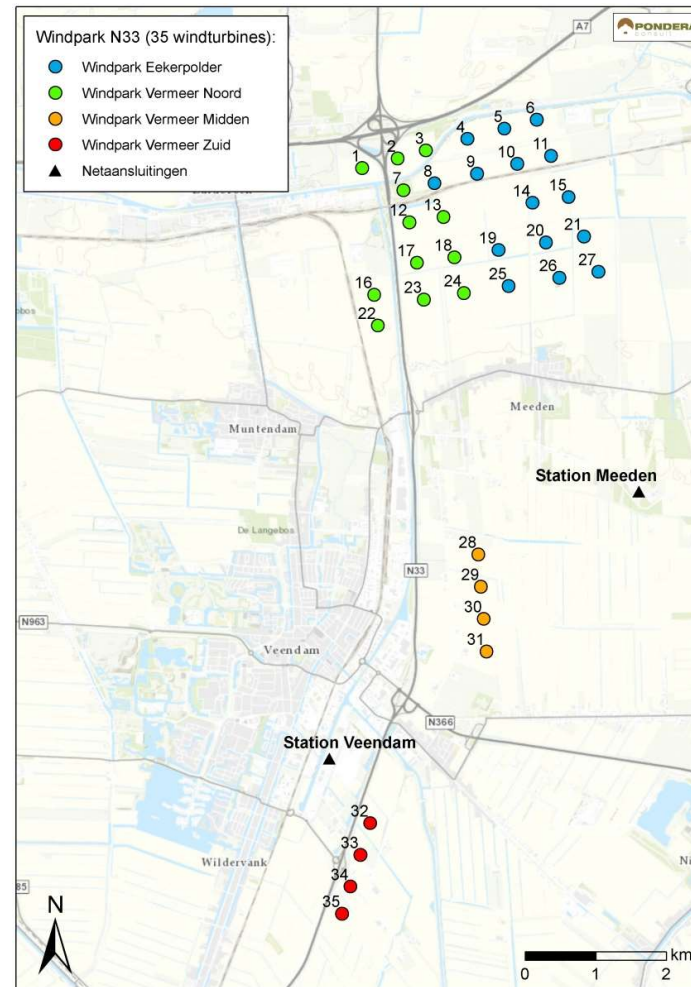 Windpark N33 (35 windturbines):
Windpark Eekerpolder
Windpark Vermeer Noord
Windpark Vermeer Midden
Windpark Vermeer Zuid
Netaansluitingen
A7
PONDERA
consult
6
5
4
3
2
1
11
10
9
8
7
15
14
13
12
21
20
19
18
17
16
27
26
25
24
23
22
Meeden
Muntendam
Station Meeden
De Langebos
28
29
N33
30
N963
31
Veendam
N366
Station Veendam
32
33
Wildervank
34
35
N
0 1 2
km